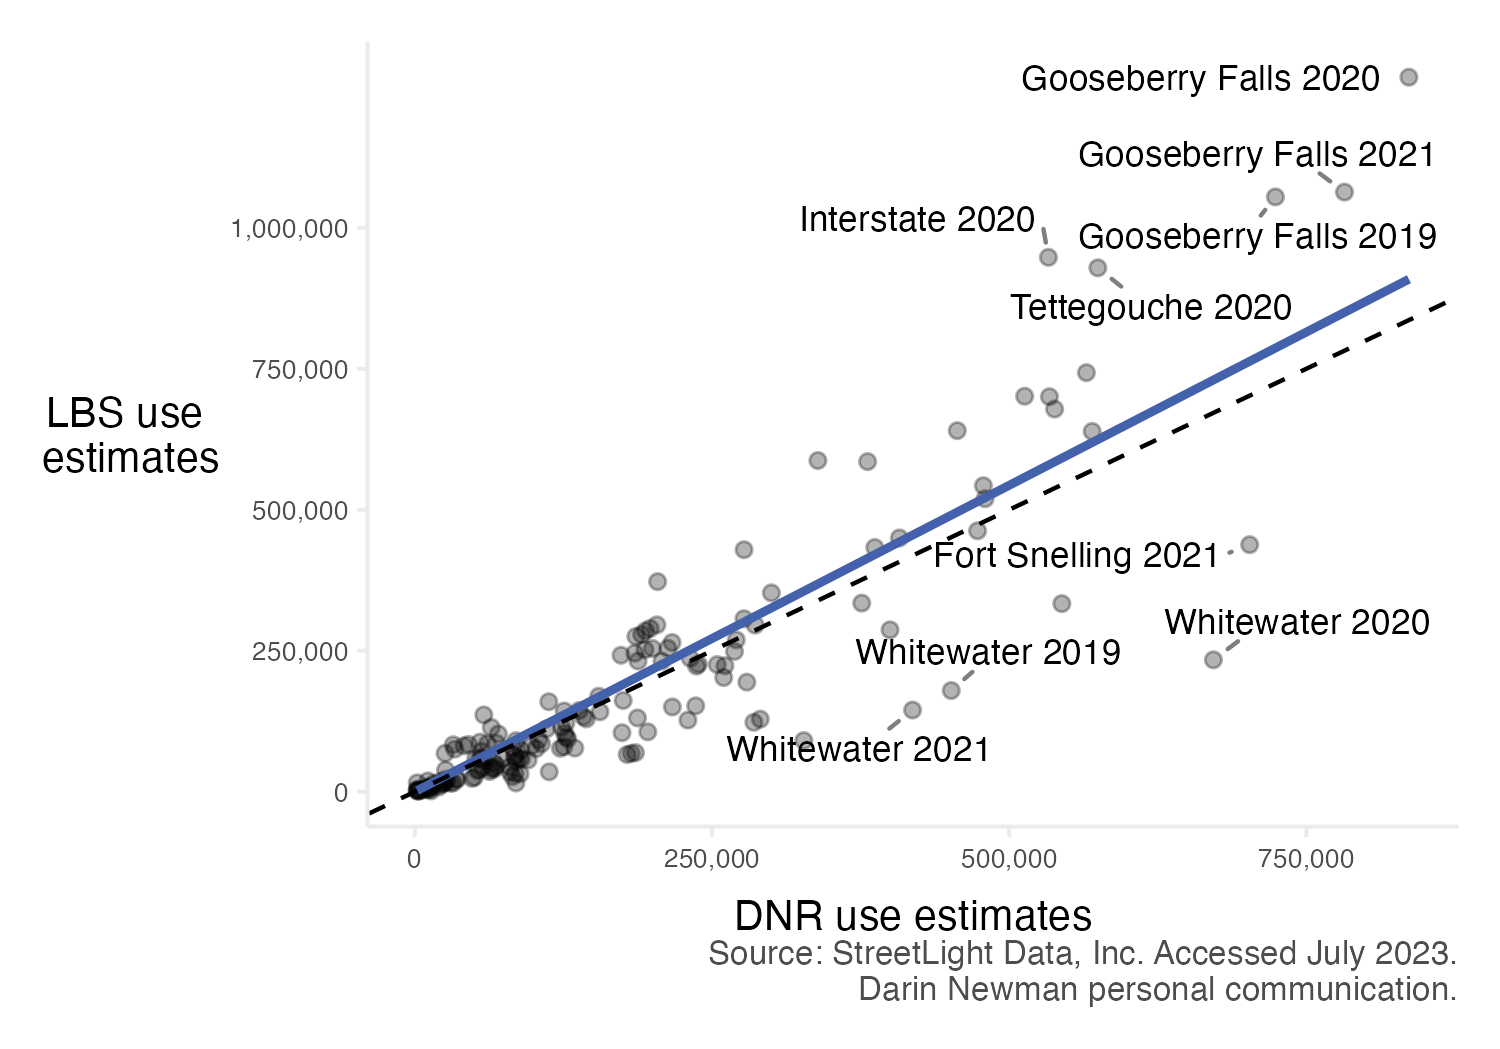 Gooseberry Falls 2020
Gooseberry Falls 2021
Interstate 2020
Gooseberry Falls 2019
Tettegouche 2020
Fort Snelling 2021
Whitewater 2020
Whitewater 2019
Whitewater 2021
1,000,000
750,000
500,000
250,000
0
LBS use
estimates
0
250,000
500,000
750,000
DNR use estimates
Source: StreetLight Data, Inc. Accessed July 2023.
Darin Newman personal communication.